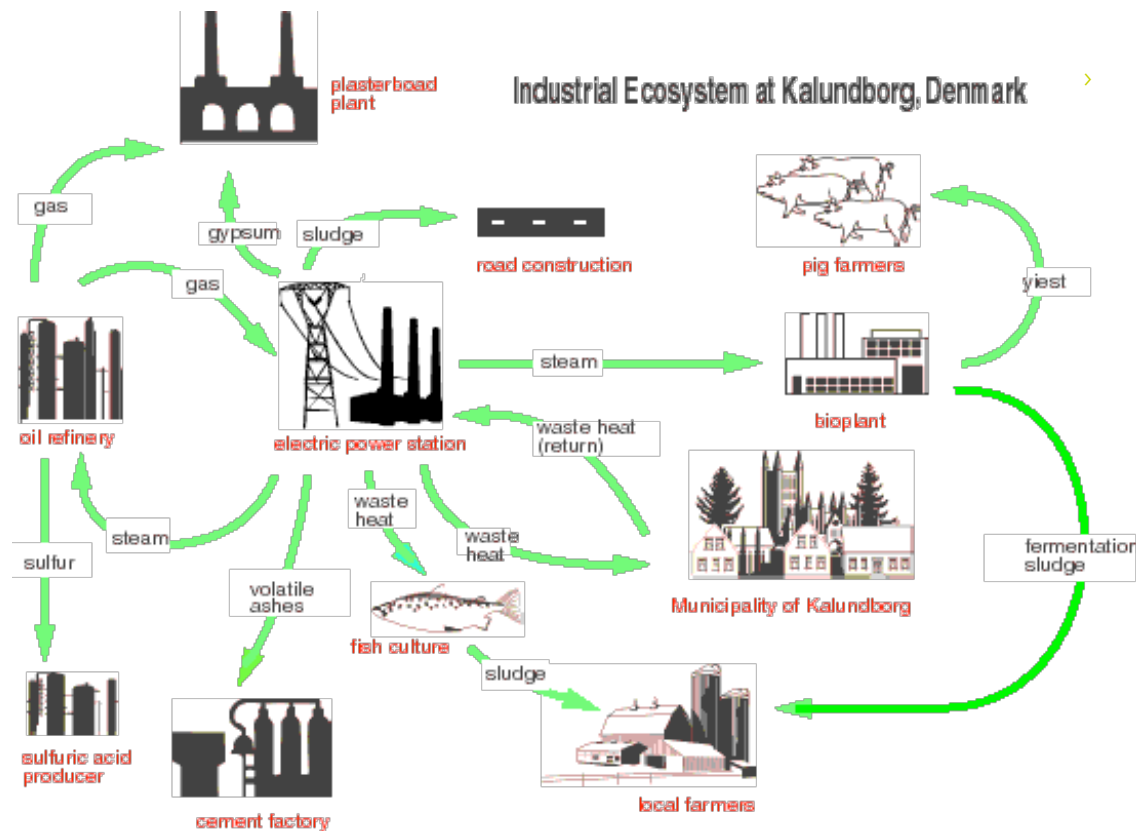 plasterboad
plant
Industrial Ecosystem at Kalundborg, Denmark
gas
gypsum
sludge
road construction
pig farmers
gas
yiest
steam
oil refinery
electric power station
waste heat
(return)
bioplant
steam
waste
heat
waste
heat
sulfur
fermentation
sludge
volatile
ashes
Municipality of Kalundborg
fish culture
sludge
sulfuric acid
producer
cement factory
local farmers